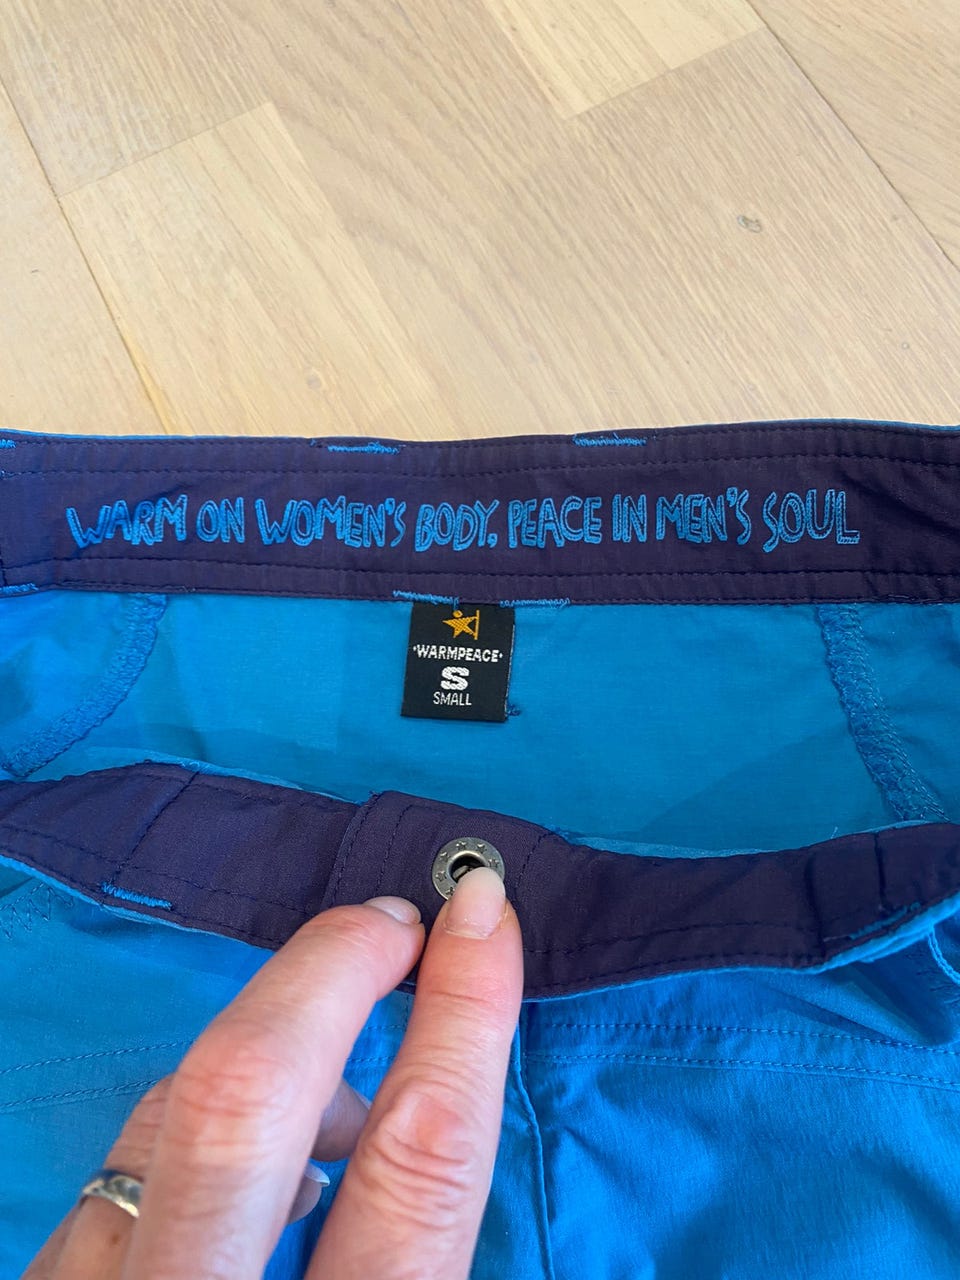 WARM ON WOMEN'S BODY, PEACE IN MEN'S SOUL
·WARMPEACE·
S
SMALL